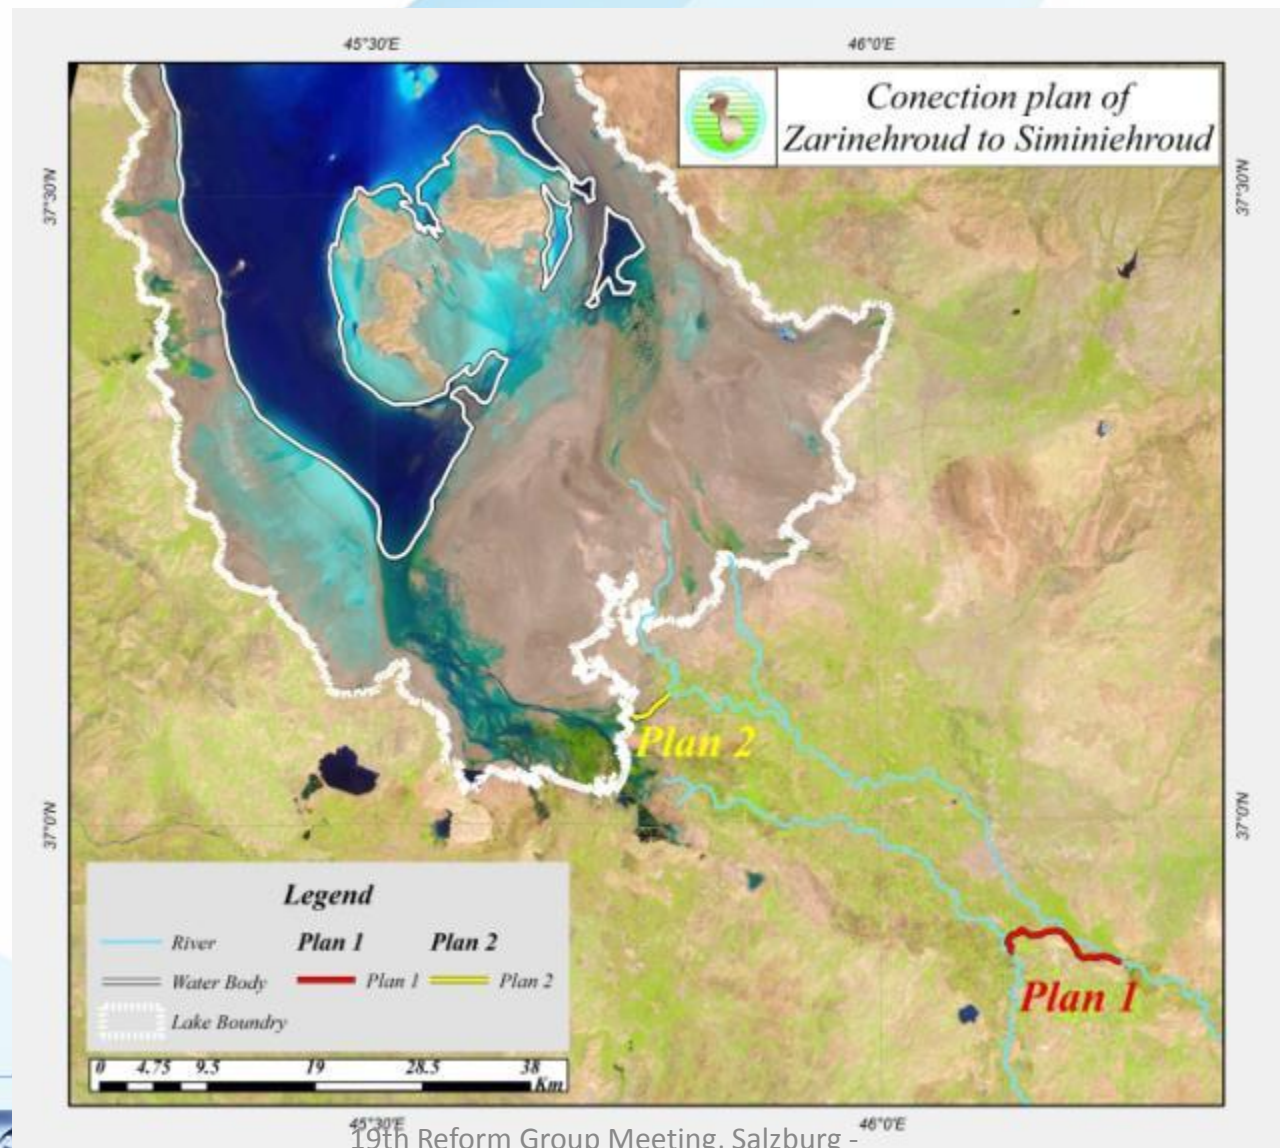 45°30'E
46°0'E
Conection plan of
Zarinehroud to Siminiehroud
37°30'N
37°30'N
Plan 2
37°0'N
37°0'N
Legend
River
Plan 1
Plan 2
Water Body
Plan 1
Plan 2
Lake Boundry
Plan 1
0 4.75 9.5 19 28.5 38
Km
45°30'E
46°0'E
19th Reform Group Meeting, Salzburg -